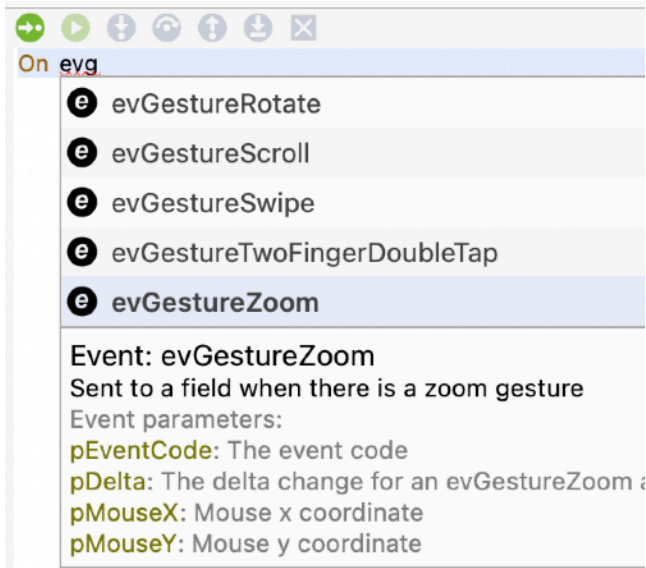 On evg
e evGestureRotate
e evGestureScroll
e evGestureSwipe
e evGestureTwoFingerDoubleTap
e evGestureZoom
Event: evGestureZoom
Sent to a field when there is a zoom gesture
Event parameters:
pEventCode: The event code
pDelta: The delta change for an evGestureZoom
pMouseX: Mouse x coordinate
pMouseY: Mouse y coordinate